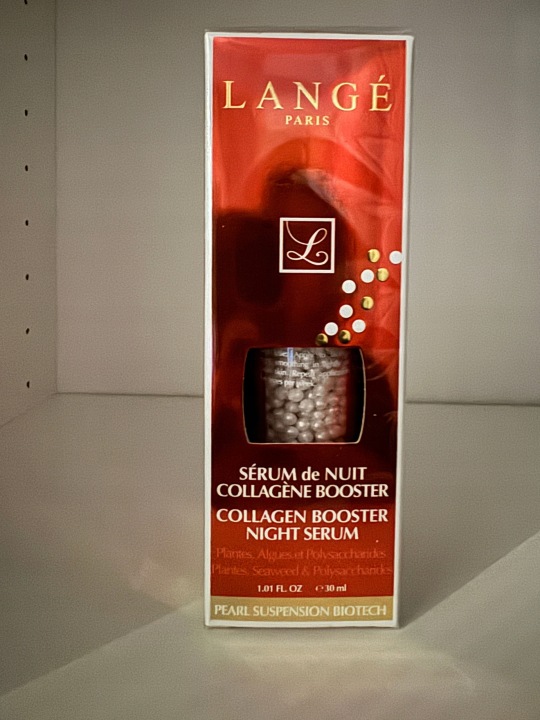 LANGÉ
PARIS
L
SÉRUM de NUIT
COLLAGÈNE BOOSTER
COLLAGEN BOOSTER
NIGHT SERUM
Plantes, Algues et Polysaccharides
Plantes, Seaweed & Polysaccharides
1.01 FL. OZ ℮ 30 ml
PEARL SUSPENSION BIOTECH